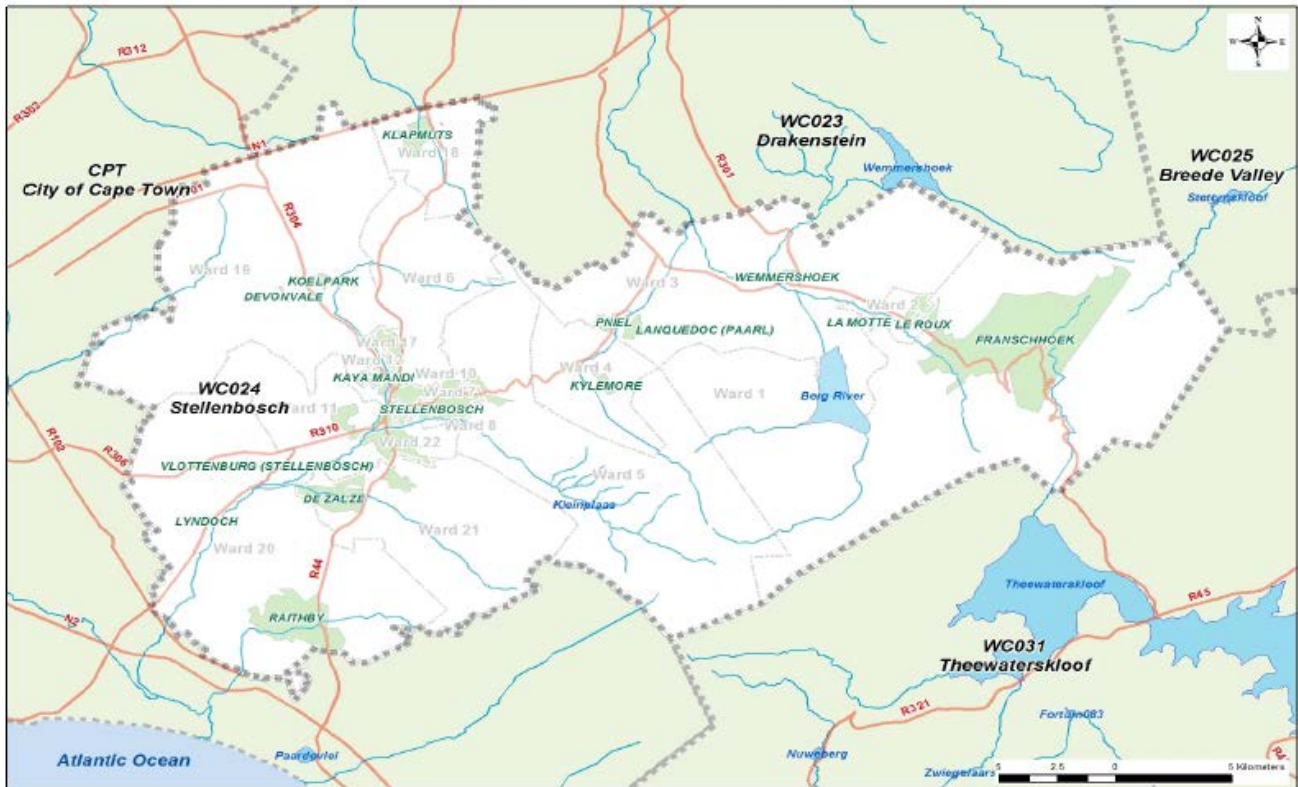 N
W E
S
R312
R302
WC023
Drakenstein
KLAPMUTS
Ward 18
N1
R301
Wemmershoek
WC025
Breede Valley
CPT
City of Cape Town
R304
Ward 19
Ward 6
KOELPARK
DEVONVALE
Ward 3
WEMMERSHOEK
Ward 2
PNIEL
LANQUEDOC (PAARL)
LA MOTTE
LE ROUX
FRANSCHHOEK
Ward 17
KAYA MANDI
Ward 10
Ward 4
KYLEMORE
WC024
Stellenbosch
Ward 7
Ward 1
Berg River
Ward 11
STELLENBOSCH
R310
Ward 8
Ward 22
R102
R306
VLOTTENBURG (STELLENBOSCH)
Ward 5
DE ZALZE
Kleinplaas
LYNDOCH
Ward 21
Ward 20
R44
Theewaterskloof
R45
RAITHBY
N2
WC031
Theewaterskloof
R321
Atlantic Ocean
Paardevlei
Nuweberg
Zwiegelaars
5 2.5 0 5 Kilometers